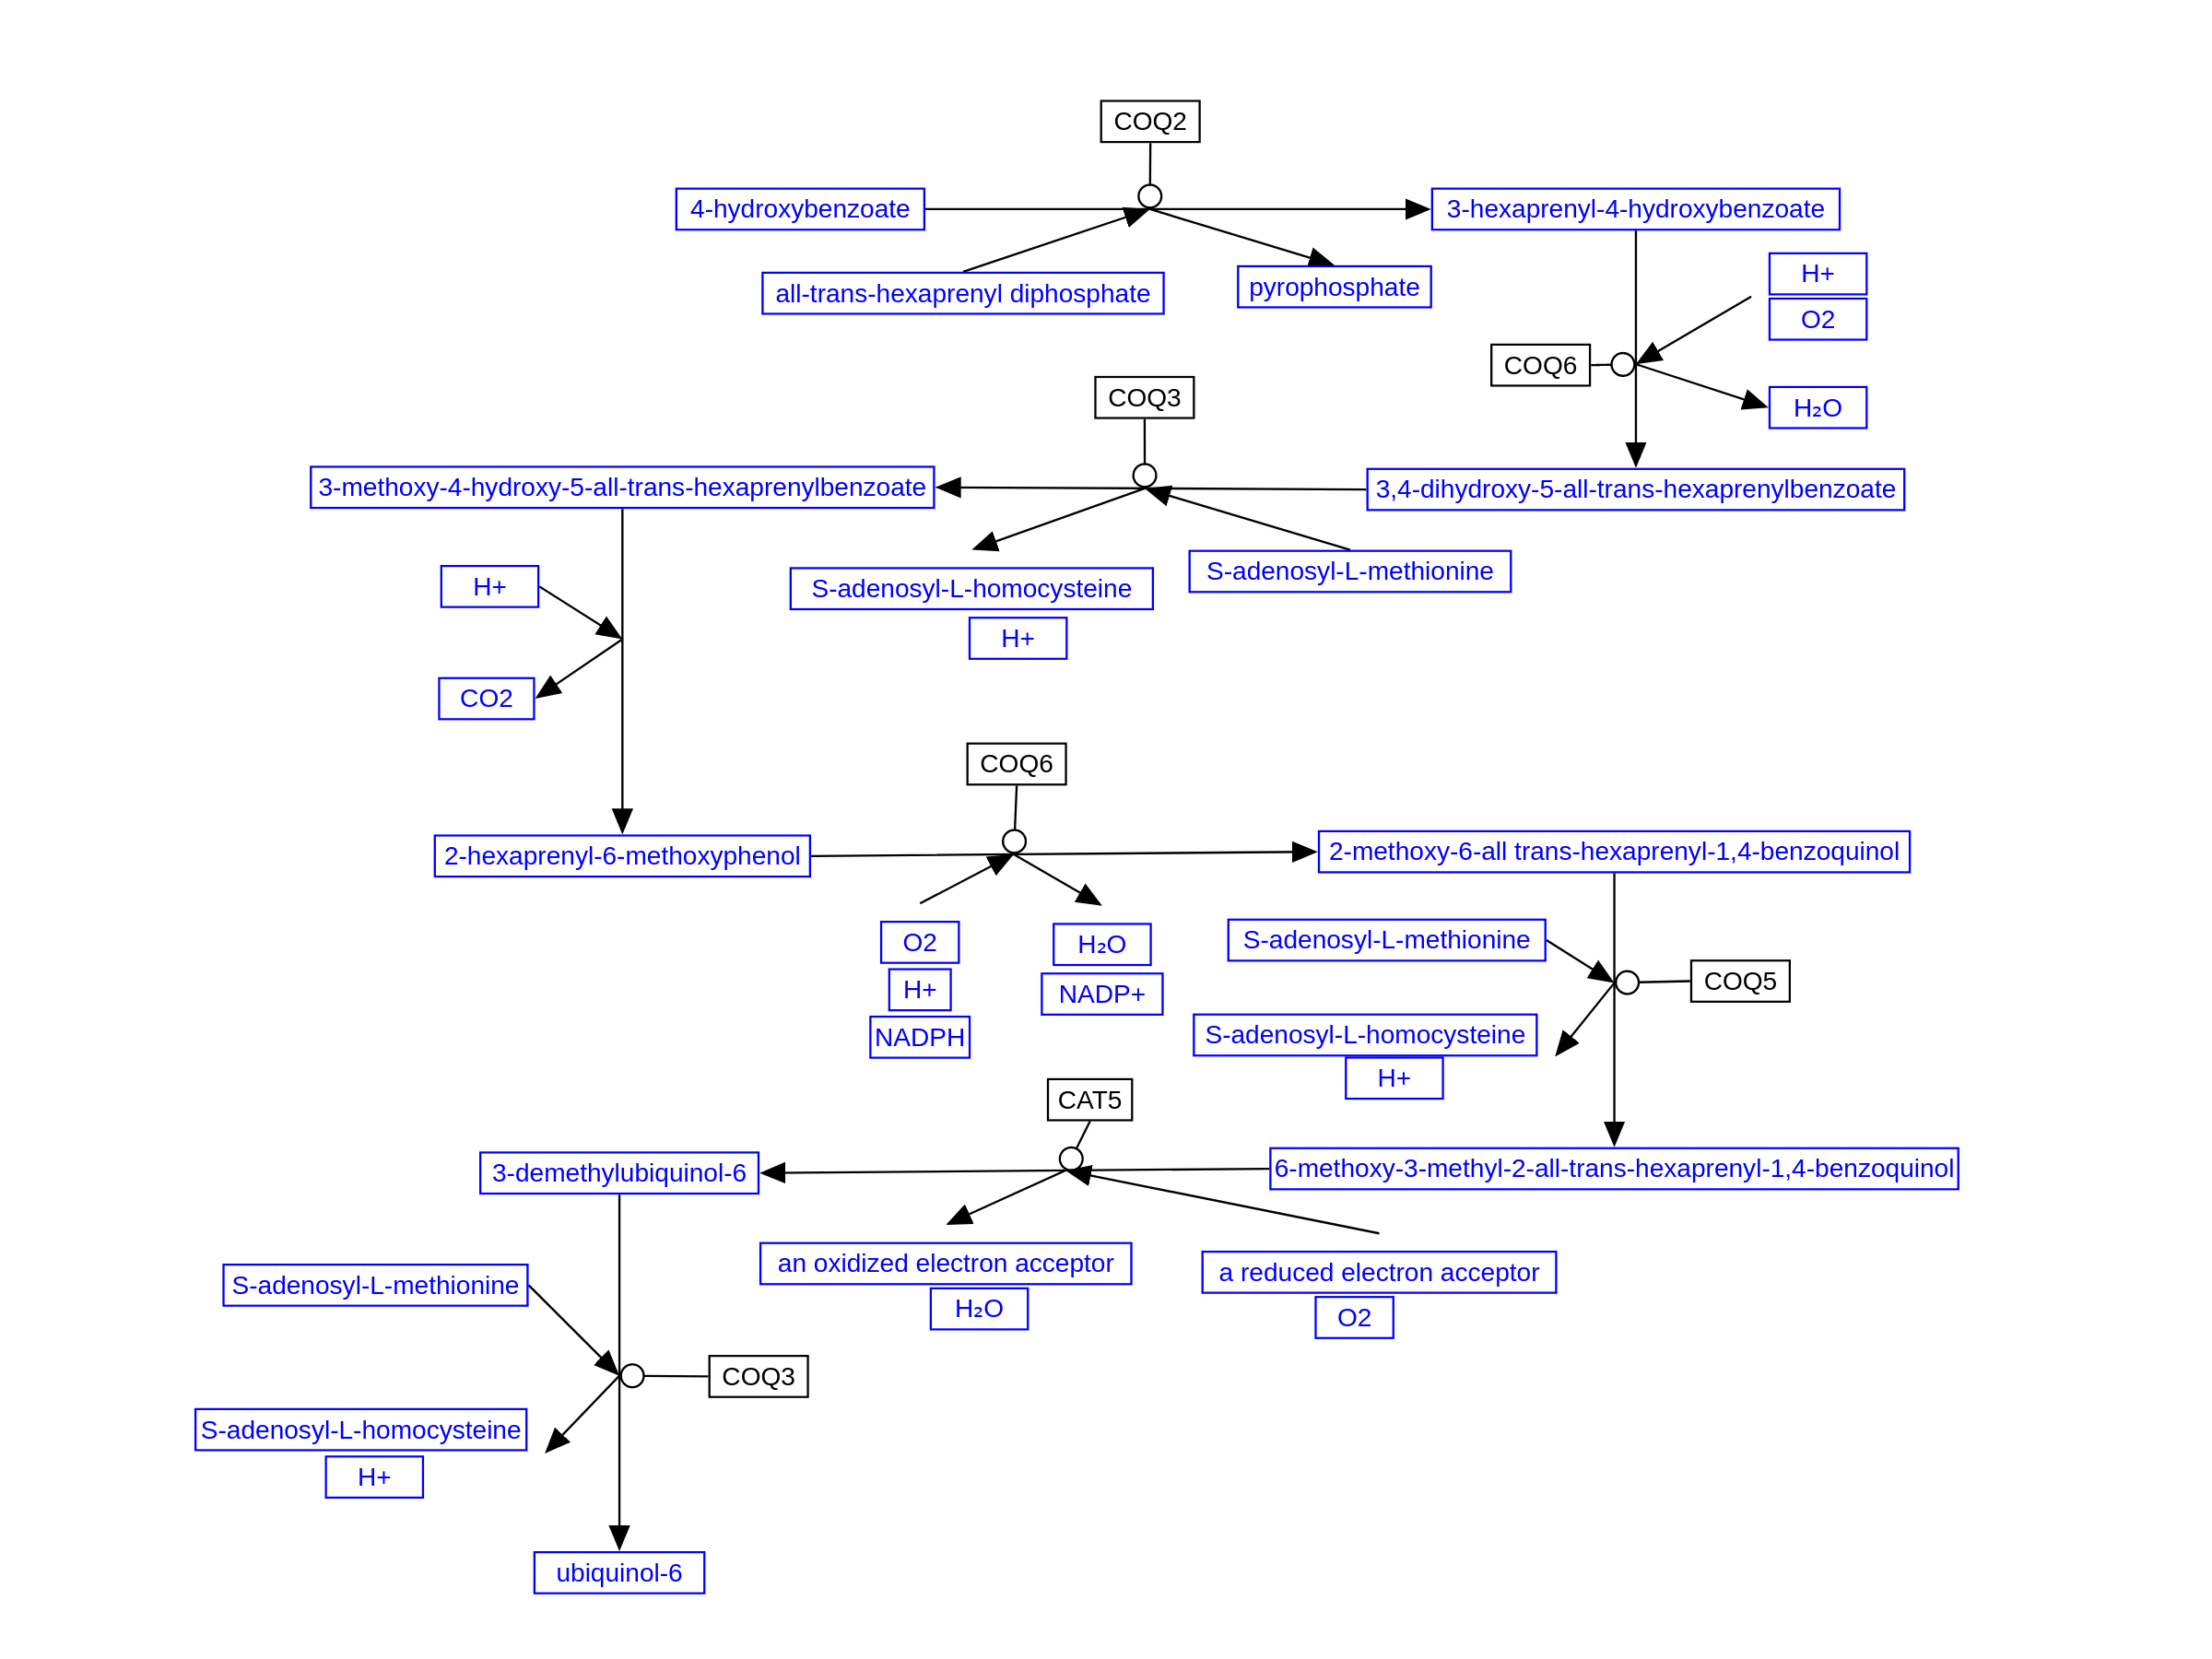 COQ2
4-hydroxybenzoate
3-hexaprenyl-4-hydroxybenzoate
all-trans-hexaprenyl diphosphate
pyrophosphate
H+
O2
COQ6
H₂O
COQ3
3-methoxy-4-hydroxy-5-all-trans-hexaprenylbenzoate
3,4-dihydroxy-5-all-trans-hexaprenylbenzoate
H+
S-adenosyl-L-homocysteine
S-adenosyl-L-methionine
H+
CO2
COQ6
2-hexaprenyl-6-methoxyphenol
2-methoxy-6-all trans-hexaprenyl-1,4-benzoquinol
O2
H₂O
S-adenosyl-L-methionine
H+
NADP+
COQ5
NADPH
S-adenosyl-L-homocysteine
H+
CAT5
3-demethylubiquinol-6
6-methoxy-3-methyl-2-all-trans-hexaprenyl-1,4-benzoquinol
S-adenosyl-L-methionine
an oxidized electron acceptor
a reduced electron acceptor
H₂O
O2
COQ3
S-adenosyl-L-homocysteine
H+
ubiquinol-6